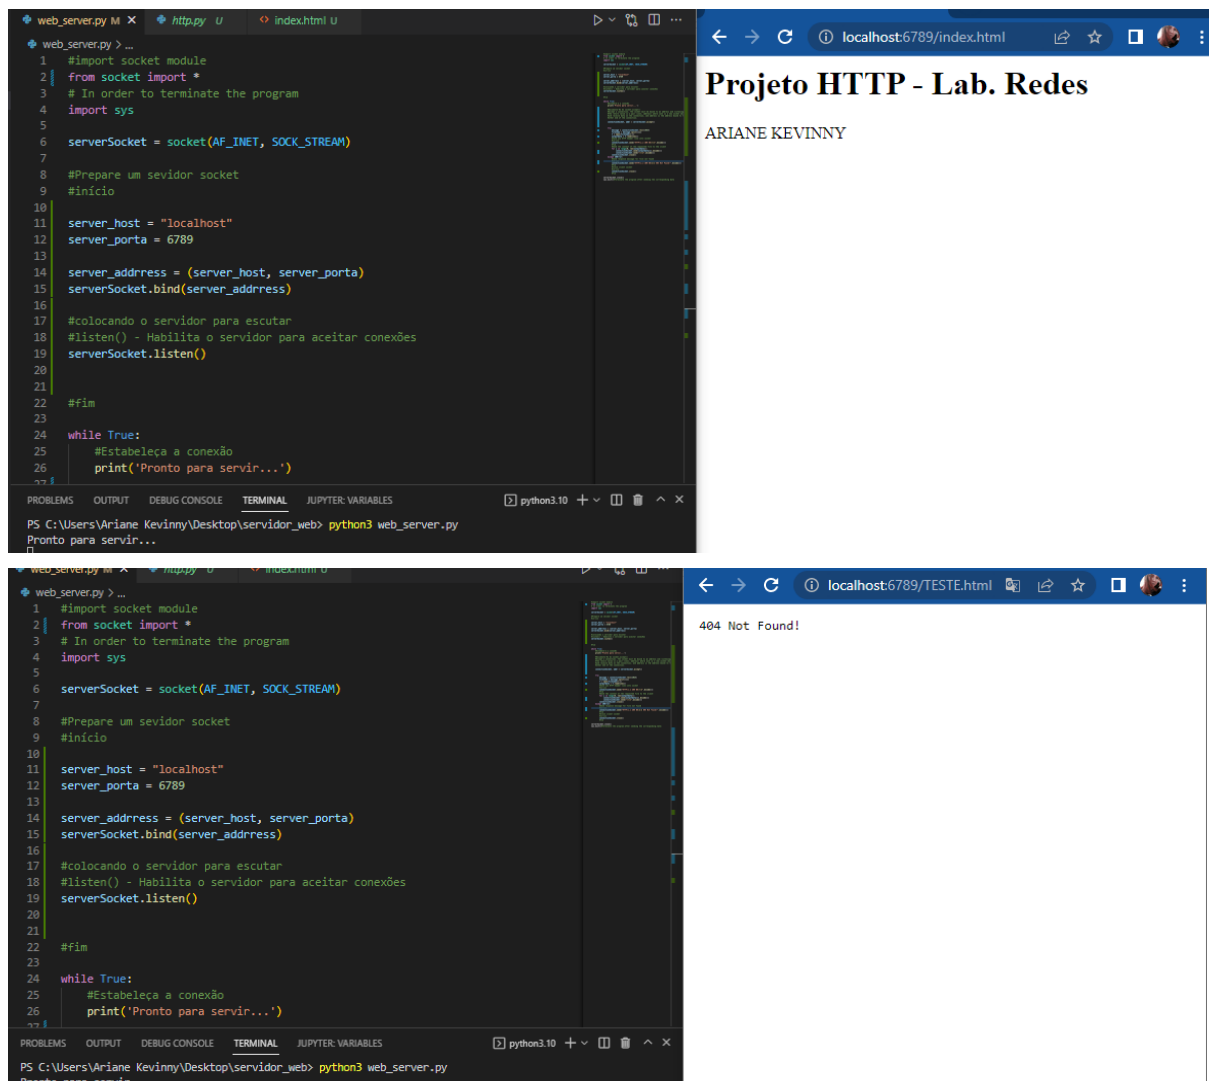 web_server.py M × http.py U index.html U
web_server.py > ...
1 #import socket module
2 from socket import *
3 # In order to terminate the program
4 import sys
5
6 serverSocket = socket(AF_INET, SOCK_STREAM)
7
8 #Prepare um sevidor socket
9 #início
10
11 server_host = "localhost"
12 server_porta = 6789
13
14 server_addrress = (server_host, server_porta)
15 serverSocket.bind(server_addrress)
16
17 #colocando o servidor para escutar
18 #listen() - Habilita o servidor para aceitar conexões
19 serverSocket.listen()
20
21
22 #fim
23
24 while True:
25 #Estabeleça a conexão
26 print('Pronto para servir...')
27
PROBLEMS OUTPUT DEBUG CONSOLE TERMINAL JUPYTER: VARIABLES python3.10
PS C:\Users\Ariane Kevinny\Desktop\servidor_web> python3 web_server.py
Pronto para servir...
localhost:6789/index.html
Projeto HTTP - Lab. Redes
ARIANE KEVINNY
web_server.py M × http.py U index.html U
web_server.py > ...
1 #import socket module
2 from socket import *
3 # In order to terminate the program
4 import sys
5
6 serverSocket = socket(AF_INET, SOCK_STREAM)
7
8 #Prepare um sevidor socket
9 #início
10
11 server_host = "localhost"
12 server_porta = 6789
13
14 server_addrress = (server_host, server_porta)
15 serverSocket.bind(server_addrress)
16
17 #colocando o servidor para escutar
18 #listen() - Habilita o servidor para aceitar conexões
19 serverSocket.listen()
20
21
22 #fim
23
24 while True:
25 #Estabeleça a conexão
26 print('Pronto para servir...')
27
PROBLEMS OUTPUT DEBUG CONSOLE TERMINAL JUPYTER: VARIABLES python3.10
PS C:\Users\Ariane Kevinny\Desktop\servidor_web> python3 web_server.py
Pronto para servir
localhost:6789/TESTE.html
404 Not Found!